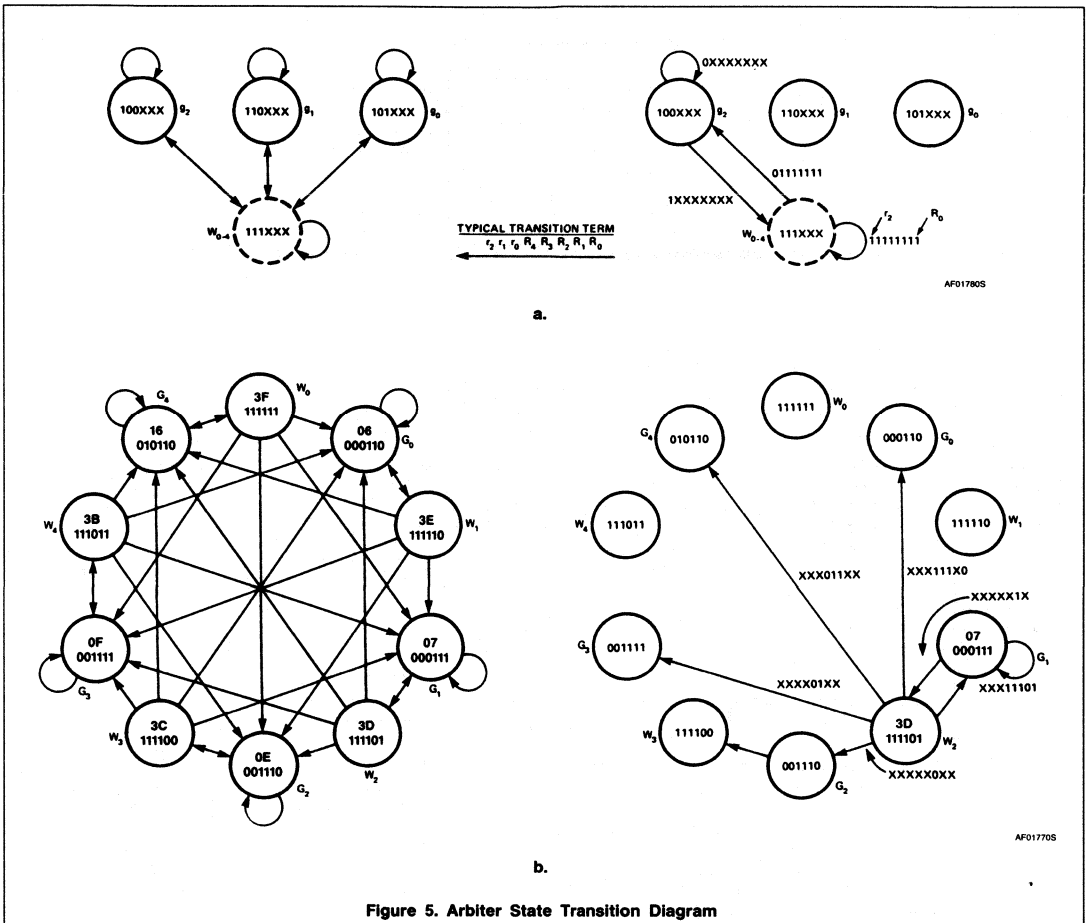 100XXX g₂
110XXX g₁
101XXX g₀
W₀₋₄ 111XXX
TYPICAL TRANSITION TERM
r₂ r₁ r₀ R₄ R₃ R₂ R₁ R₀
0XXXXXXX
100XXX g₂
110XXX g₁
101XXX g₀
01111111
1XXXXXXX
W₀₋₄ 111XXX
r₂ R₀
11111111
AF01780S
a.
G₄
16
010110
3F
111111
W₀
06
000110
G₀
W₄
3B
111011
3E
111110
W₁
0F
001111
G₃
07
000111
G₁
W₃
3C
111100
0E
001110
G₂
3D
111101
W₂
111111 W₀
G₄ 010110
000110 G₀
W₄ 111011
111110 W₁
XXX011XX
XXX111X0
XXXXX1X
G₃ 001111
07
000111
G₁
XXXX01XX
XXX11101
W₃ 111100
001110
G₂
3D
111101
W₂
XXXXX0XX
AF01770S
b.
Figure 5. Arbiter State Transition Diagram